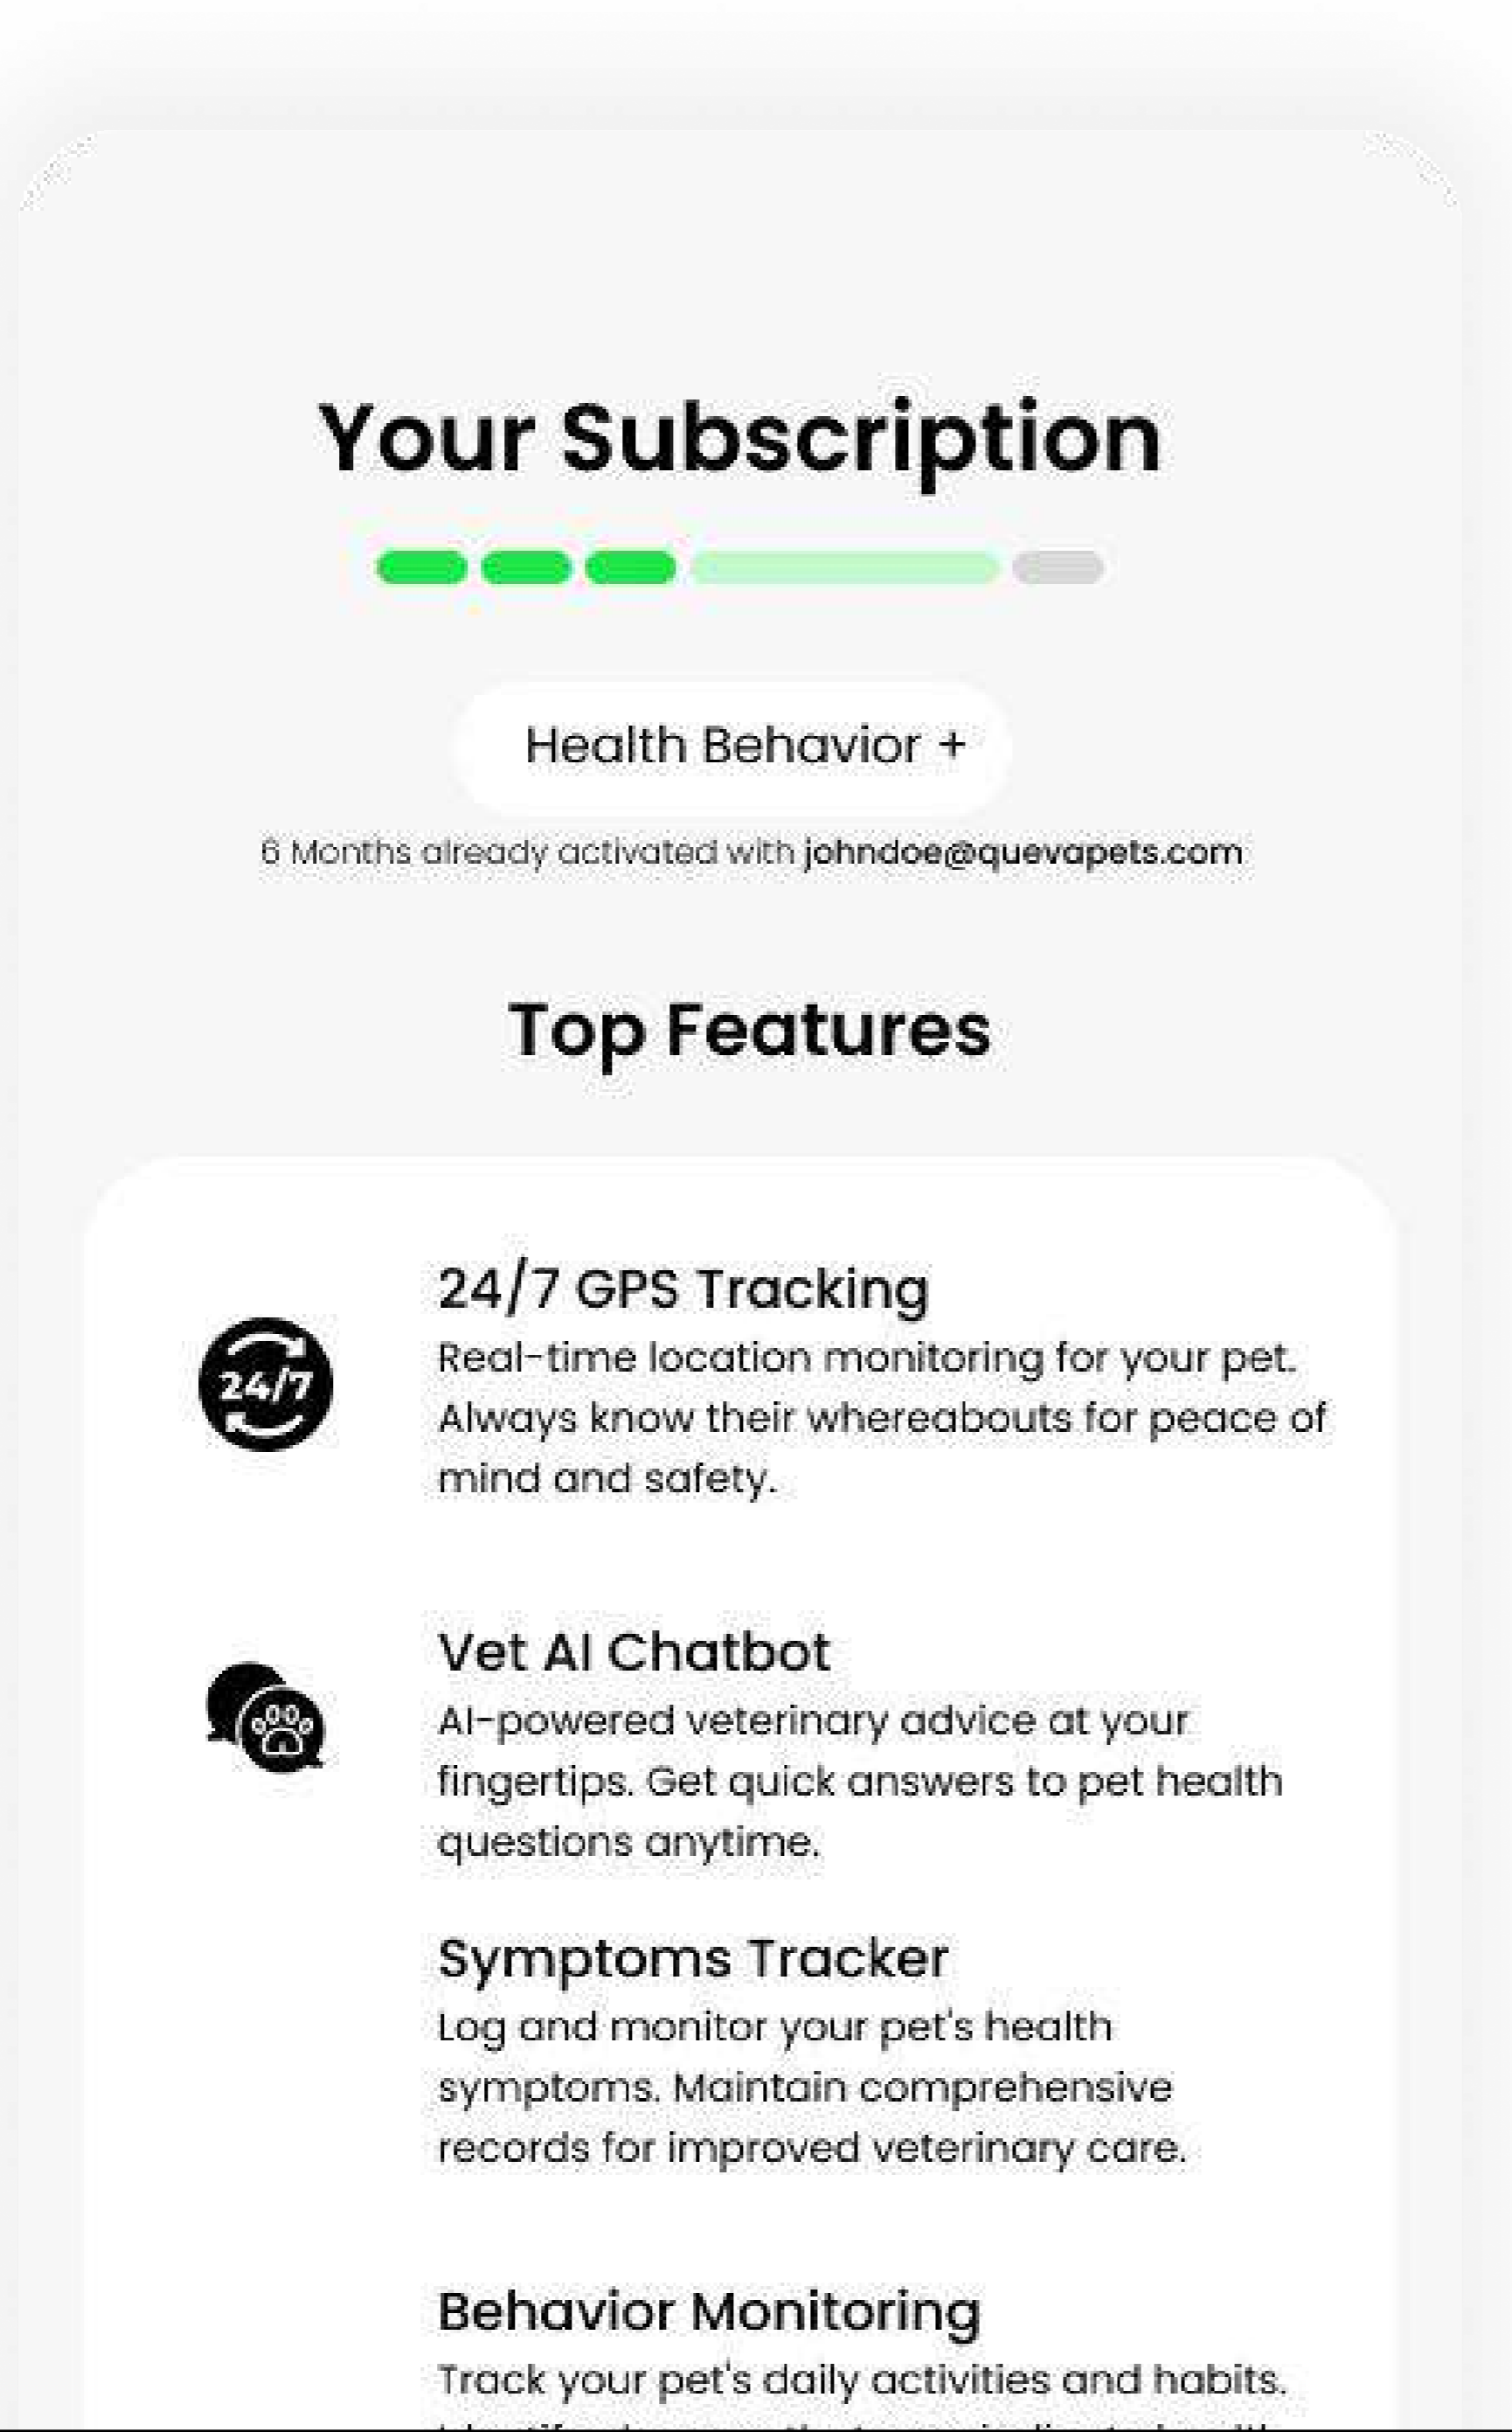 Your Subscription
Health Behavior +
6 Months already activated with johndoe@quevapets.com
Top Features
24/7 GPS Tracking
24/7
Real-time location monitoring for your pet.
Always know their whereabouts for peace of
mind and safety.
Vet AI Chatbot
AI-powered veterinary advice at your
fingertips. Get quick answers to pet health
questions anytime.
Symptoms Tracker
Log and monitor your pet's health
symptoms. Maintain comprehensive
records for improved veterinary care.
Behavior Monitoring
Track your pet's daily activities and habits.